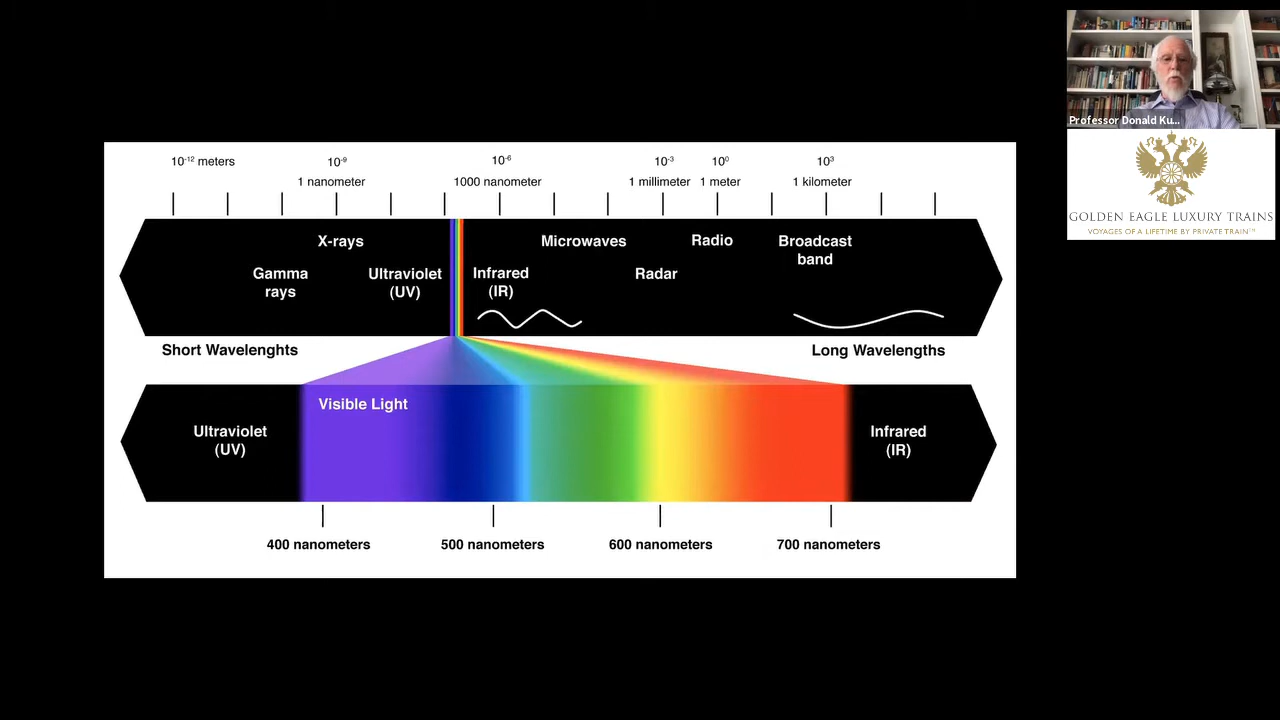 10-12 meters
10-9
10-6
10-3
100
103
1 nanometer
1000 nanometer
1 millimeter
1 meter
1 kilometer
X-rays
Microwaves
Radio
Broadcast
band
Gamma
rays
Ultraviolet
(UV)
Infrared
(IR)
Radar
Short Wavelenghts
Long Wavelengths
Visible Light
Ultraviolet
(UV)
Infrared
(IR)
400 nanometers
500 nanometers
600 nanometers
700 nanometers
Professor Donald Ku...
GOLDEN EAGLE LUXURY TRAINS
VOYAGES OF A LIFETIME BY PRIVATE TRAIN™